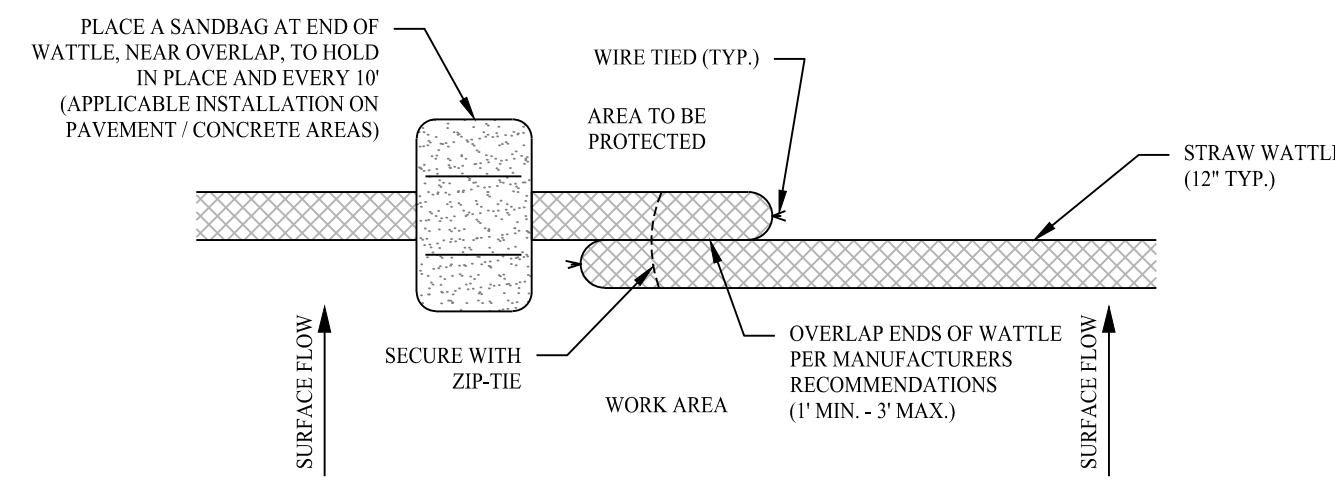 PLACE A SANDBAG AT END OF
WATTLE, NEAR OVERLAP, TO HOLD
IN PLACE AND EVERY 10'
(APPLICABLE INSTALLATION ON
PAVEMENT / CONCRETE AREAS)
WIRE TIED (TYP.)
AREA TO BE
PROTECTED
STRAW WATTLE
(12" TYP.)
SURFACE FLOW
SECURE WITH
ZIP-TIE
WORK AREA
OVERLAP ENDS OF WATTLE
PER MANUFACTURERS
RECOMMENDATIONS
(1' MIN. - 3' MAX.)
SURFACE FLOW